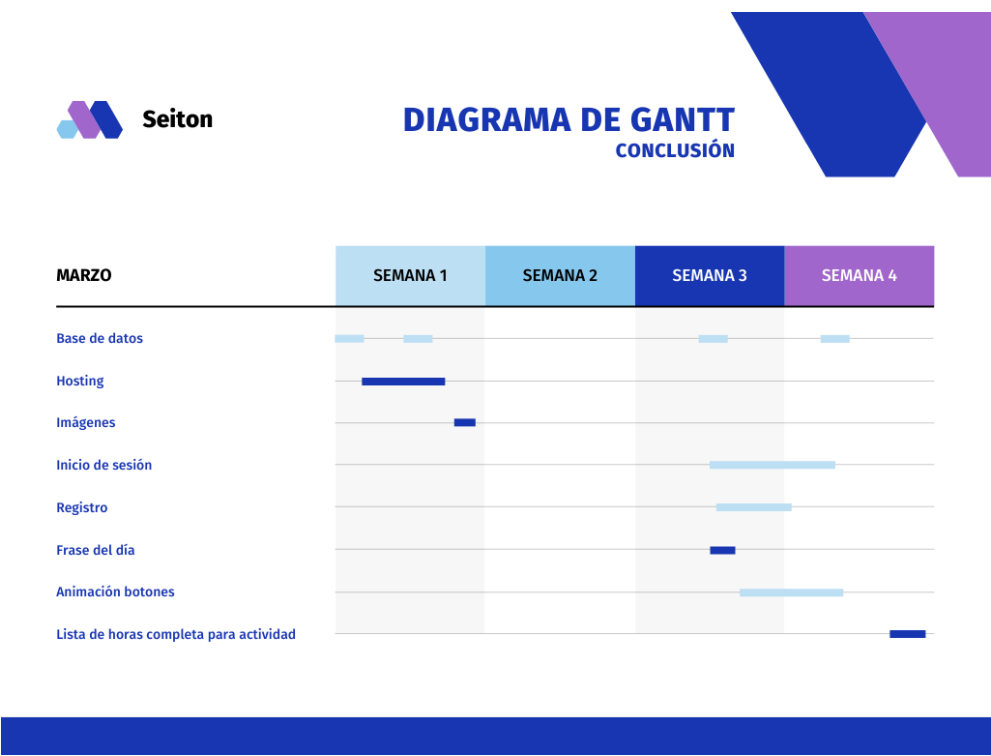 Seiton
DIAGRAMA DE GANTT
CONCLUSIÓN
MARZO
SEMANA 1
SEMANA 2
SEMANA 3
SEMANA 4
Base de datos
Hosting
Imágenes
Inicio de sesión
Registro
Frase del día
Animación botones
Lista de horas completa para actividad